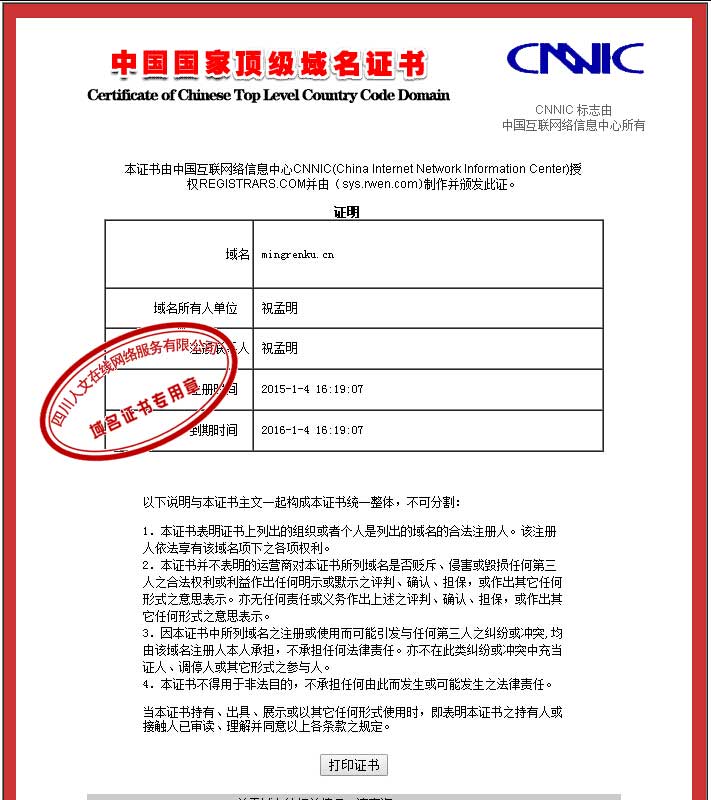 中国国家顶级域名证书
Certificate of Chinese Top Level Country Code Domain
CNNIC
CNNIC 标志由
中国互联网络信息中心所有
本证书由中国互联网络信息中心CNNIC(China Internet Network Information Center)授
权REGISTRARS.COM并由（sys.rwen.com)制作并颁发此证。
证明
域名 mingrenku.cn
域名所有人单位 祝孟明
人 祝孟明
注册时间 2015-1-4 16:19:07
到期时间 2016-1-4 16:19:07
四川人文在线网络服务有限公司
域名证书专用章
以下说明与本证书主文一起构成本证书统一整体，不可分割：
1．本证书表明证书上列出的组织或者个人是列出的域名的合法注册人。该注册
人依法享有该域名项下之各项权利。
2．本证书并不表明的运营商对本证书所列域名是否贬斥、侵害或毁损任何第三
人之合法权利或利益作出任何明示或默示之评判、确认、担保，或作出其它任何
形式之意思表示。亦无任何责任或义务作出上述之评判、确认、担保，或作出其
它任何形式之意思表示。
3．因本证书中所列域名之注册或使用而可能引发与任何第三人之纠纷或冲突,均
由该域名注册人本人承担，不承担任何法律责任。亦不在此类纠纷或冲突中充当
证人、调停人或其它形式之参与人。
4．本证书不得用于非法目的，不承担任何由此而发生或可能发生之法律责任。
当本证书持有、出具、展示或以其它任何形式使用时，即表明本证书之持有人或
接触人已审读、理解并同意以上各条款之规定。
打印证书